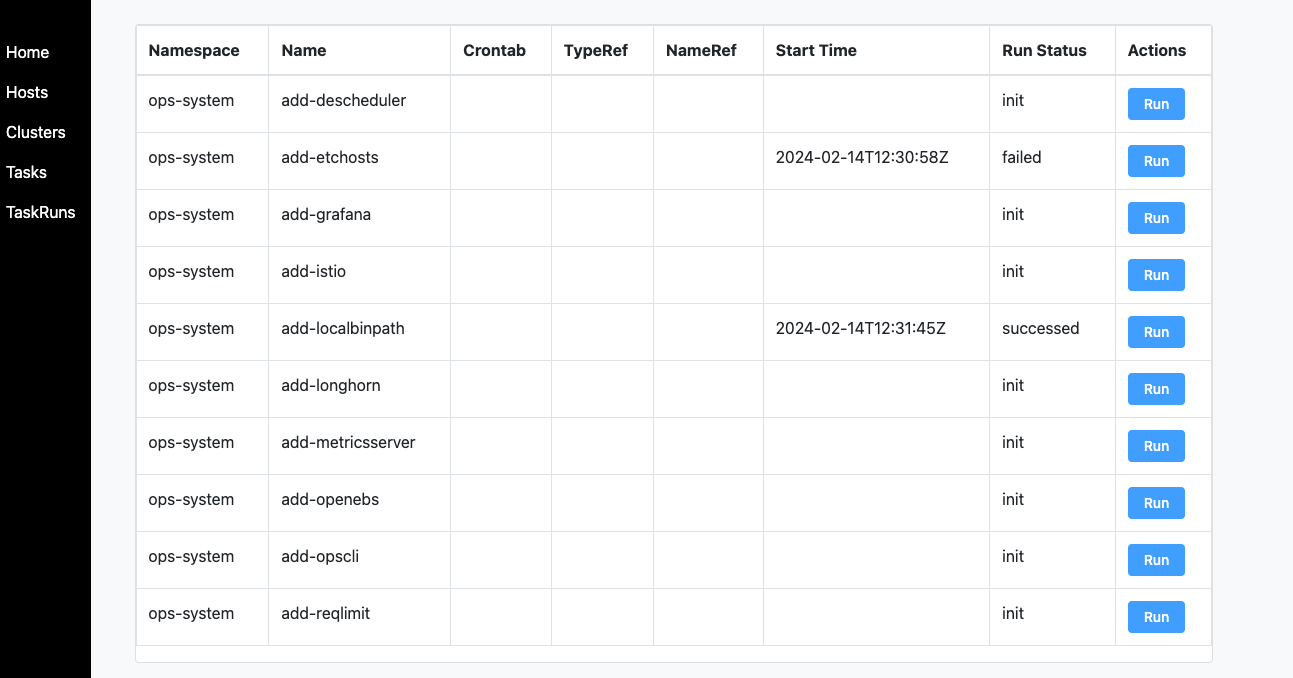 Home
Hosts
Clusters
Tasks
TaskRuns
Namespace Name Crontab TypeRef NameRef Start Time Run Status Actions
ops-system add-descheduler init Run
ops-system add-etchosts 2024-02-14T12:30:58Z failed Run
ops-system add-grafana init Run
ops-system add-istio init Run
ops-system add-localbinpath 2024-02-14T12:31:45Z successed Run
ops-system add-longhorn init Run
ops-system add-metricsserver init Run
ops-system add-openebs init Run
ops-system add-opscli init Run
ops-system add-reqlimit init Run